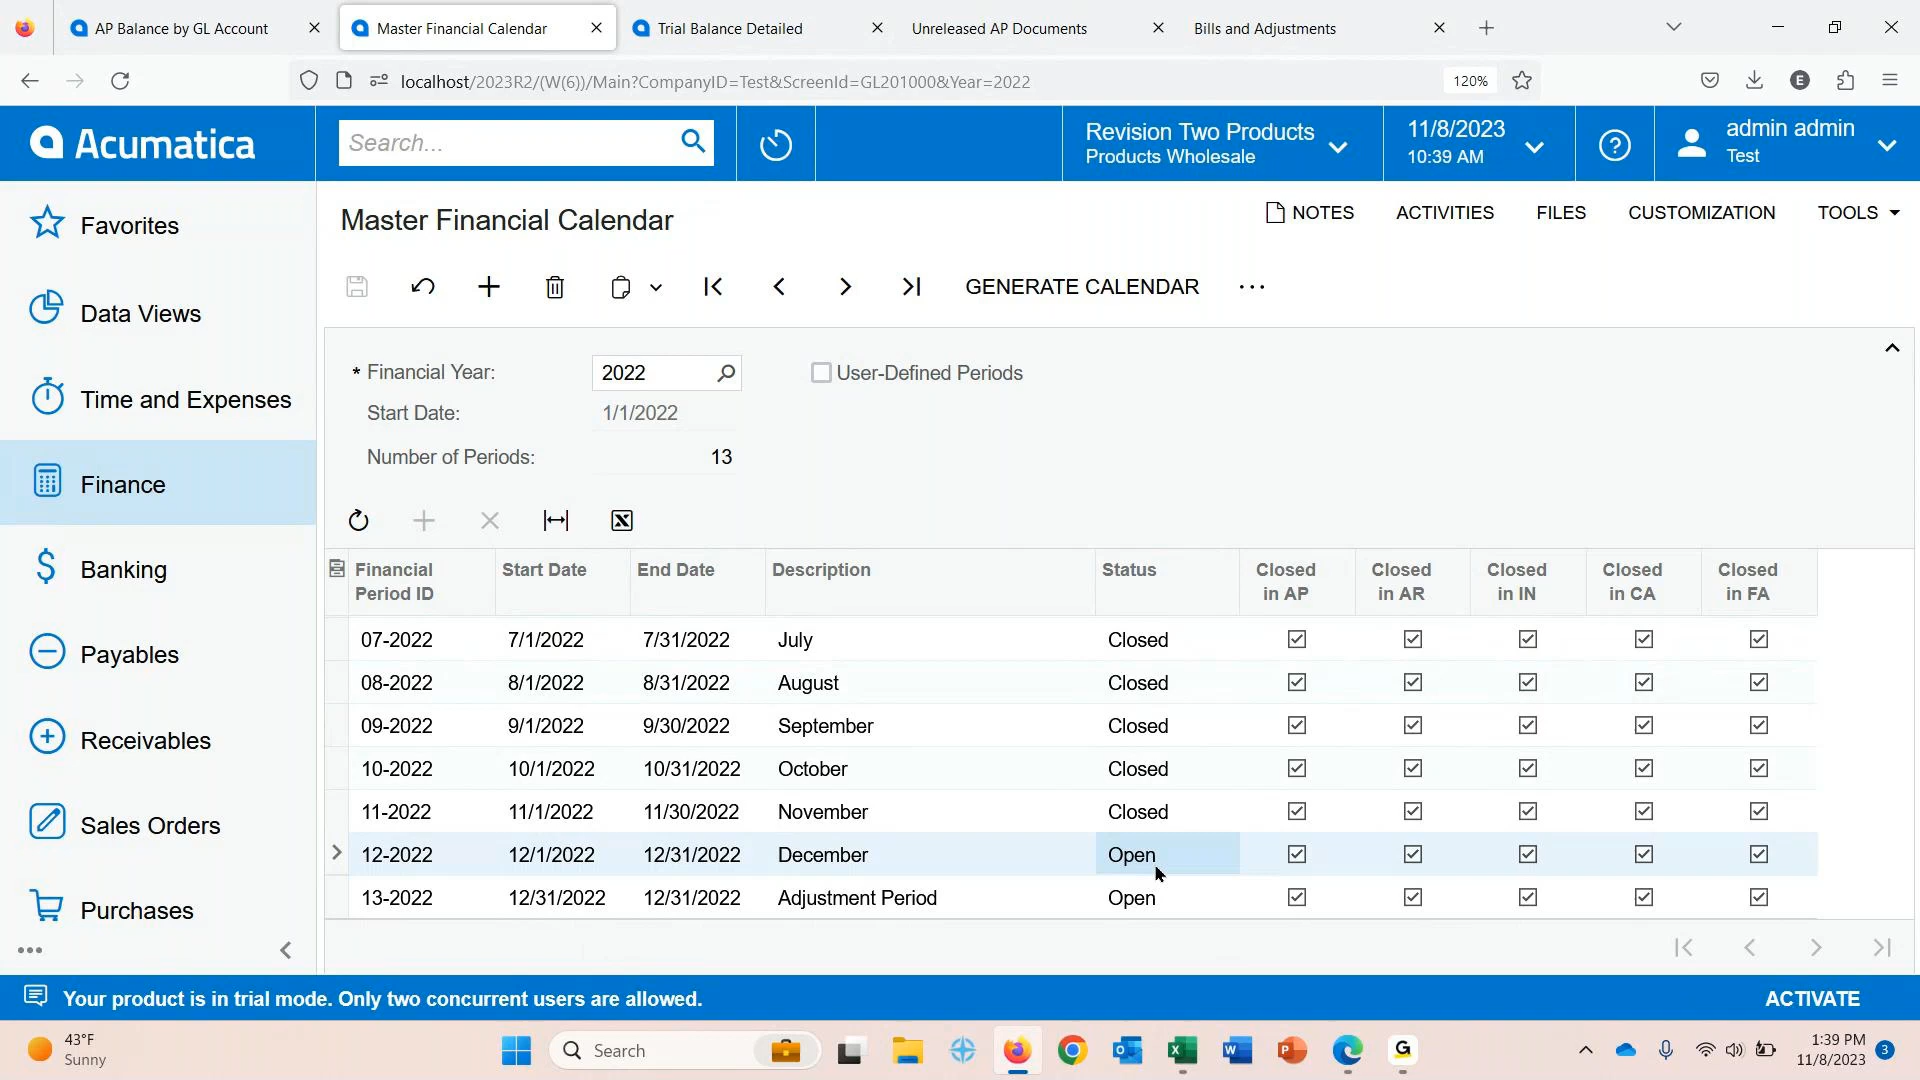 AP Balance by GL Account
Master Financial Calendar
Trial Balance Detailed
Unreleased AP Documents
Bills and Adjustments
localhost/2023R2/(W(6))/Main?CompanyID=Test&ScreenId=GL201000&Year=2022
120%
E
Acumatica
Search...
Revision Two Products
Products Wholesale
11/8/2023
10:39 AM
?
admin admin
Test
Favorites
Data Views
Time and Expenses
Finance
Banking
Payables
Receivables
Sales Orders
Purchases
Master Financial Calendar
NOTES
ACTIVITIES
FILES
CUSTOMIZATION
TOOLS
GENERATE CALENDAR
* Financial Year: 2022
User-Defined Periods
Start Date: 1/1/2022
Number of Periods: 13
Financial Period ID Start Date End Date Description Status Closed in AP Closed in AR Closed in IN Closed in CA Closed in FA
07-2022 7/1/2022 7/31/2022 July Closed
08-2022 8/1/2022 8/31/2022 August Closed
09-2022 9/1/2022 9/30/2022 September Closed
10-2022 10/1/2022 10/31/2022 October Closed
11-2022 11/1/2022 11/30/2022 November Closed
12-2022 12/1/2022 12/31/2022 December Open
13-2022 12/31/2022 12/31/2022 Adjustment Period Open
Your product is in trial mode. Only two concurrent users are allowed.
ACTIVATE
43°F
Sunny
Search
1:39 PM
11/8/2023
3